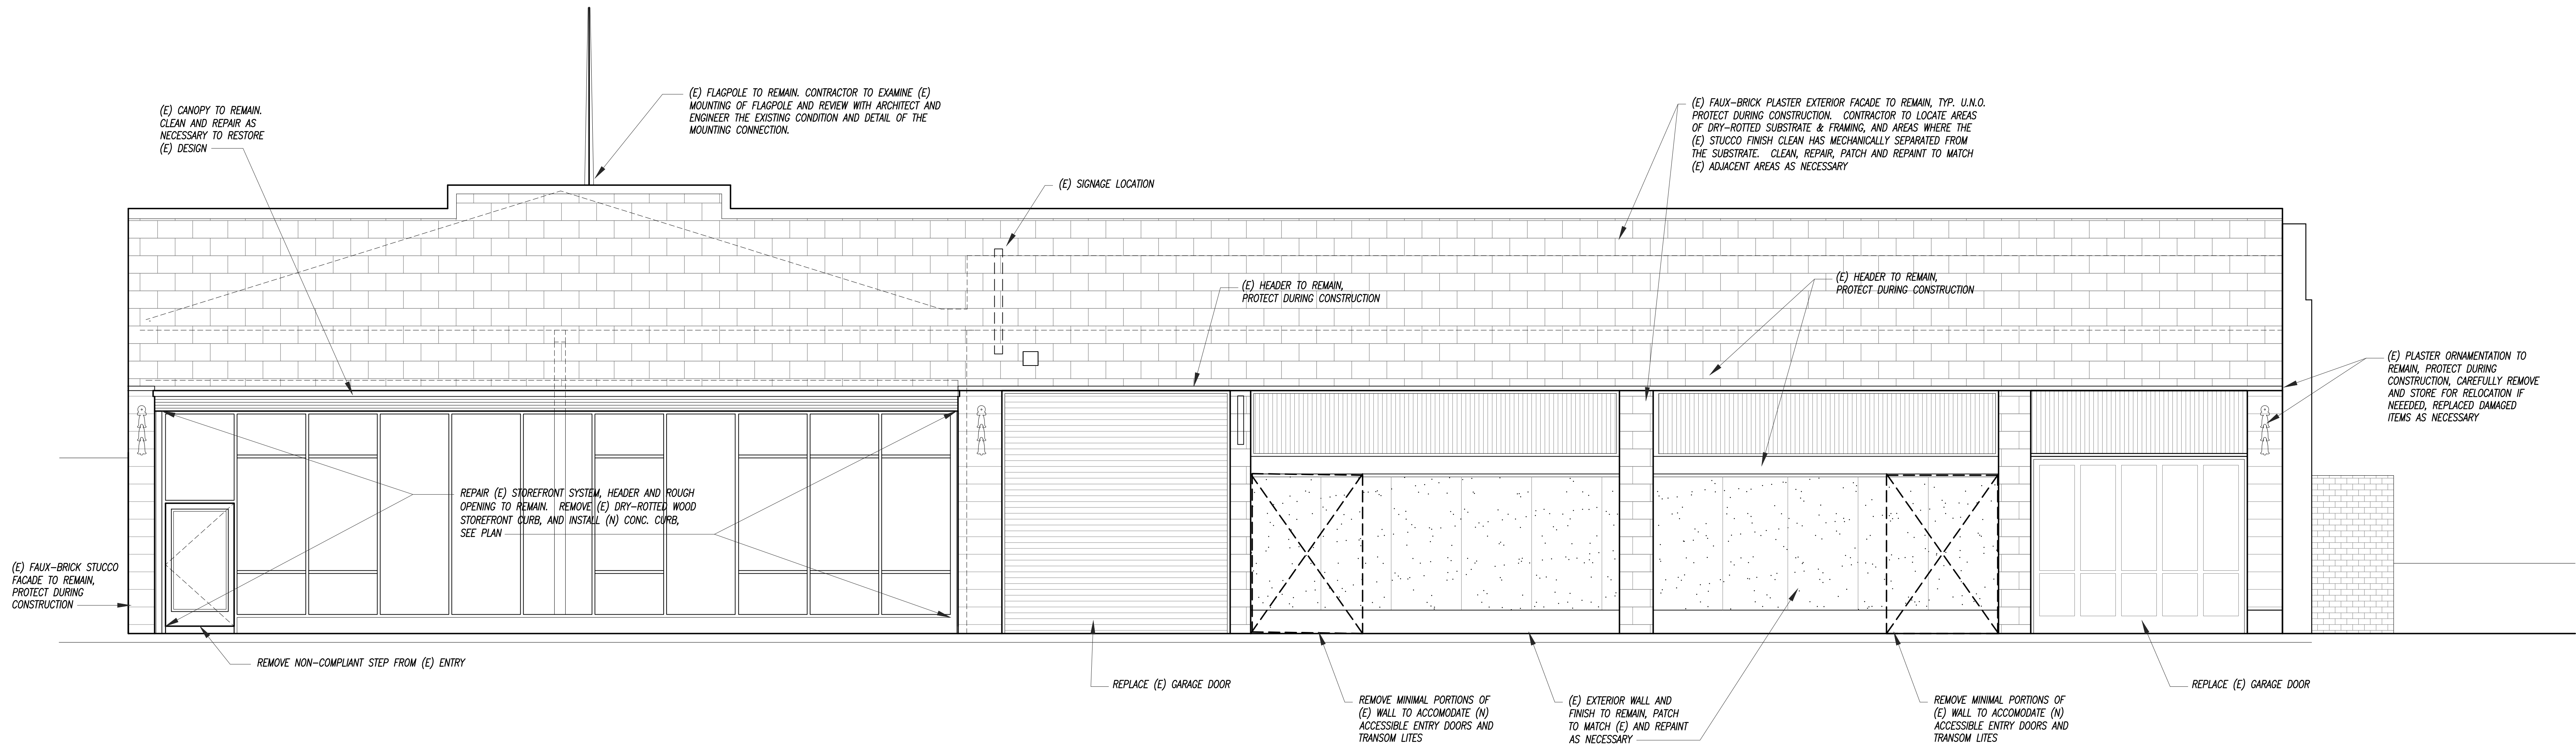 (E) CANOPY TO REMAIN.
CLEAN AND REPAIR AS
NECESSARY TO RESTORE
(E) DESIGN
(E) FLAGPOLE TO REMAIN. CONTRACTOR TO EXAMINE (E)
MOUNTING OF FLAGPOLE AND REVIEW WITH ARCHITECT AND
ENGINEER THE EXISTING CONDITION AND DETAIL OF THE
MOUNTING CONNECTION.
(E) SIGNAGE LOCATION
(E) FAUX-BRICK PLASTER EXTERIOR FACADE TO REMAIN, TYP. U.N.O.
PROTECT DURING CONSTRUCTION. CONTRACTOR TO LOCATE AREAS
OF DRY-ROTTED SUBSTRATE & FRAMING, AND AREAS WHERE THE
(E) STUCCO FINISH CLEAN HAS MECHANICALLY SEPARATED FROM
THE SUBSTRATE. CLEAN, REPAIR, PATCH AND REPAINT TO MATCH
(E) ADJACENT AREAS AS NECESSARY
(E) HEADER TO REMAIN,
PROTECT DURING CONSTRUCTION
(E) HEADER TO REMAIN,
PROTECT DURING CONSTRUCTION
(E) PLASTER ORNAMENTATION TO
REMAIN, PROTECT DURING
CONSTRUCTION, CAREFULLY REMOVE
AND STORE FOR RELOCATION IF
NEEEDED, REPLACED DAMAGED
ITEMS AS NECESSARY
REPAIR (E) STOREFRONT SYSTEM, HEADER AND ROUGH
OPENING TO REMAIN. REMOVE (E) DRY-ROTTED WOOD
STOREFRONT CURB, AND INSTALL (N) CONC. CURB,
SEE PLAN
(E) FAUX-BRICK STUCCO
FACADE TO REMAIN,
PROTECT DURING
CONSTRUCTION
REMOVE NON-COMPLIANT STEP FROM (E) ENTRY
REPLACE (E) GARAGE DOOR
REMOVE MINIMAL PORTIONS OF
(E) WALL TO ACCOMODATE (N)
ACCESSIBLE ENTRY DOORS AND
TRANSOM LITES
(E) EXTERIOR WALL AND
FINISH TO REMAIN, PATCH
TO MATCH (E) AND REPAINT
AS NECESSARY
REMOVE MINIMAL PORTIONS OF
(E) WALL TO ACCOMODATE (N)
ACCESSIBLE ENTRY DOORS AND
TRANSOM LITES
REPLACE (E) GARAGE DOOR